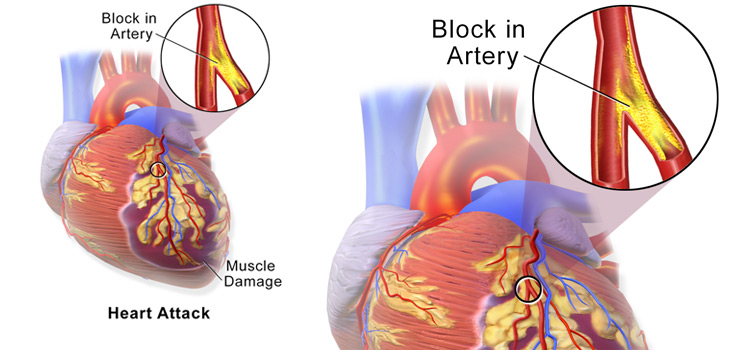 Block in
Artery
Muscle
Damage
Heart Attack
Block in
Artery